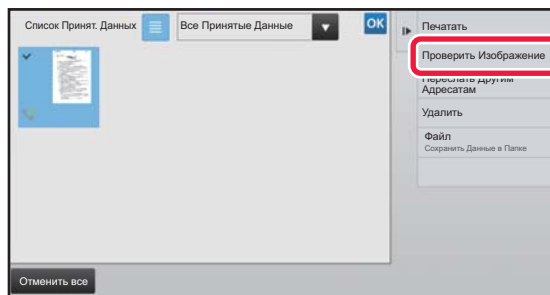 Список Принят. Данных
Все Принятые Данные
OK
Печатать
Проверить Изображение
Переслать Другим
Адресатам
Удалить
Файл
Сохранить Данные в Папке
Отменить все